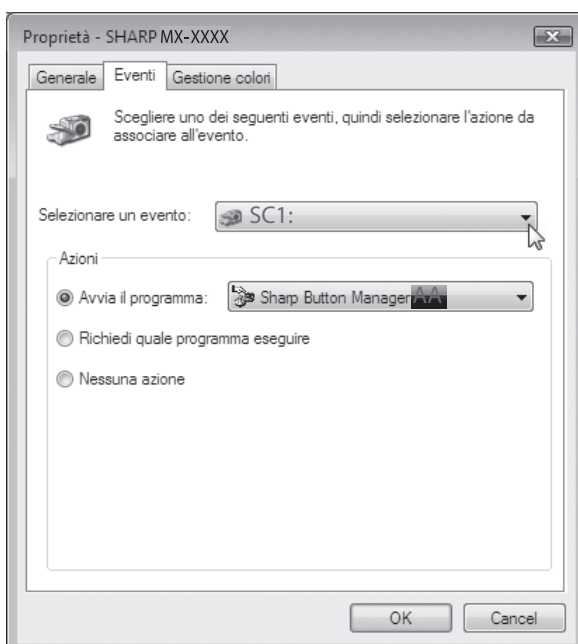 Proprietà - SHARP MX-XXXX
Generale Eventi Gestione colori
Scegliere uno dei seguenti eventi, quindi selezionare l'azione da
associare all'evento.
Selezionare un evento: SC1:
Azioni
Avvia il programma: Sharp Button Manager AA
Richiedi quale programma eseguire
Nessuna azione
OK Cancel